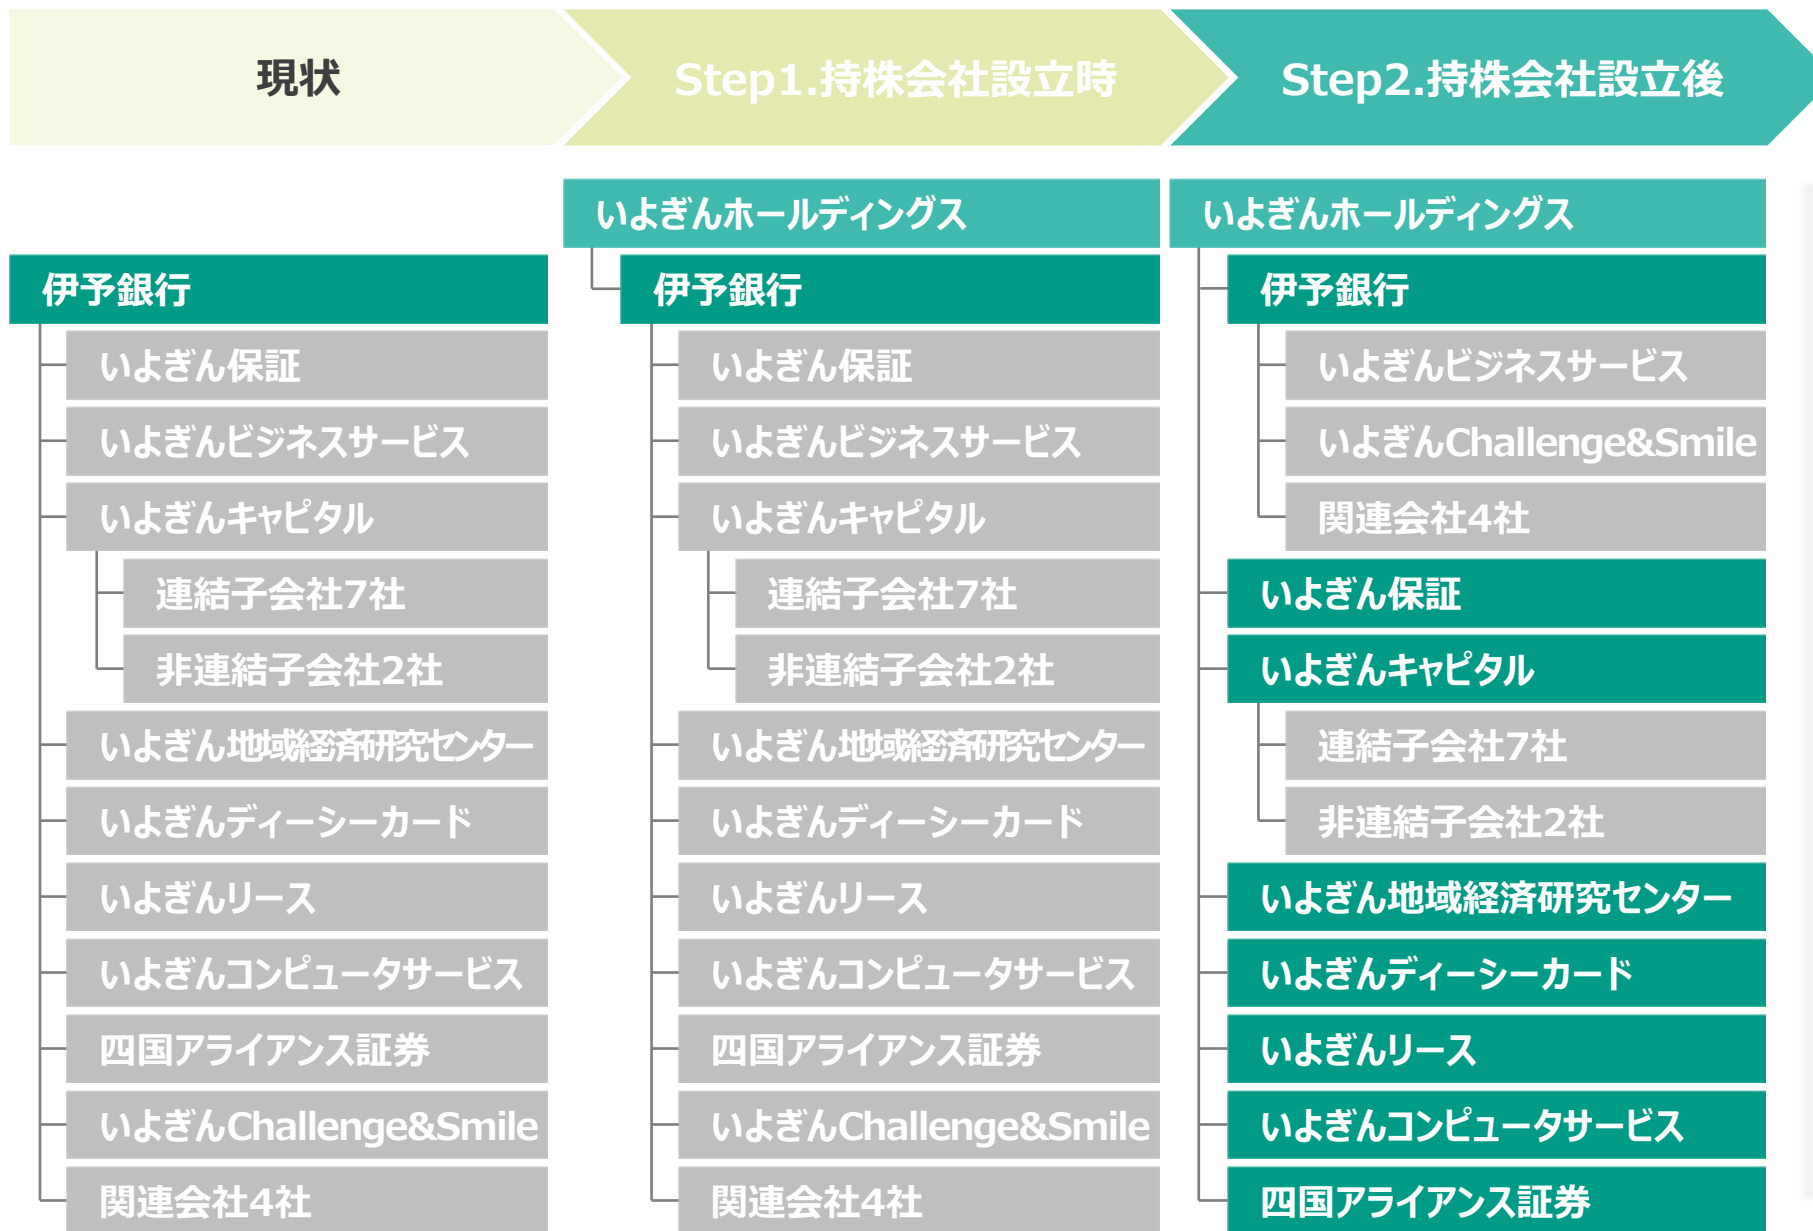 現状
Step1.持株会社設立時
Step2.持株会社設立後
伊予銀行
いよぎん保証
いよぎんビジネスサービス
いよぎんキャピタル
連結子会社7社
非連結子会社2社
いよぎん地域経済研究センター
いよぎんディーシーカード
いよぎんリース
いよぎんコンピュータサービス
四国アライアンス証券
いよぎんChallenge&Smile
関連会社4社
いよぎんホールディングス
伊予銀行
いよぎん保証
いよぎんビジネスサービス
いよぎんキャピタル
連結子会社7社
非連結子会社2社
いよぎん地域経済研究センター
いよぎんディーシーカード
いよぎんリース
いよぎんコンピュータサービス
四国アライアンス証券
いよぎんChallenge&Smile
関連会社4社
いよぎんホールディングス
伊予銀行
いよぎんビジネスサービス
いよぎんChallenge&Smile
関連会社4社
いよぎん保証
いよぎんキャピタル
連結子会社7社
非連結子会社2社
いよぎん地域経済研究センター
いよぎんディーシーカード
いよぎんリース
いよぎんコンピュータサービス
四国アライアンス証券